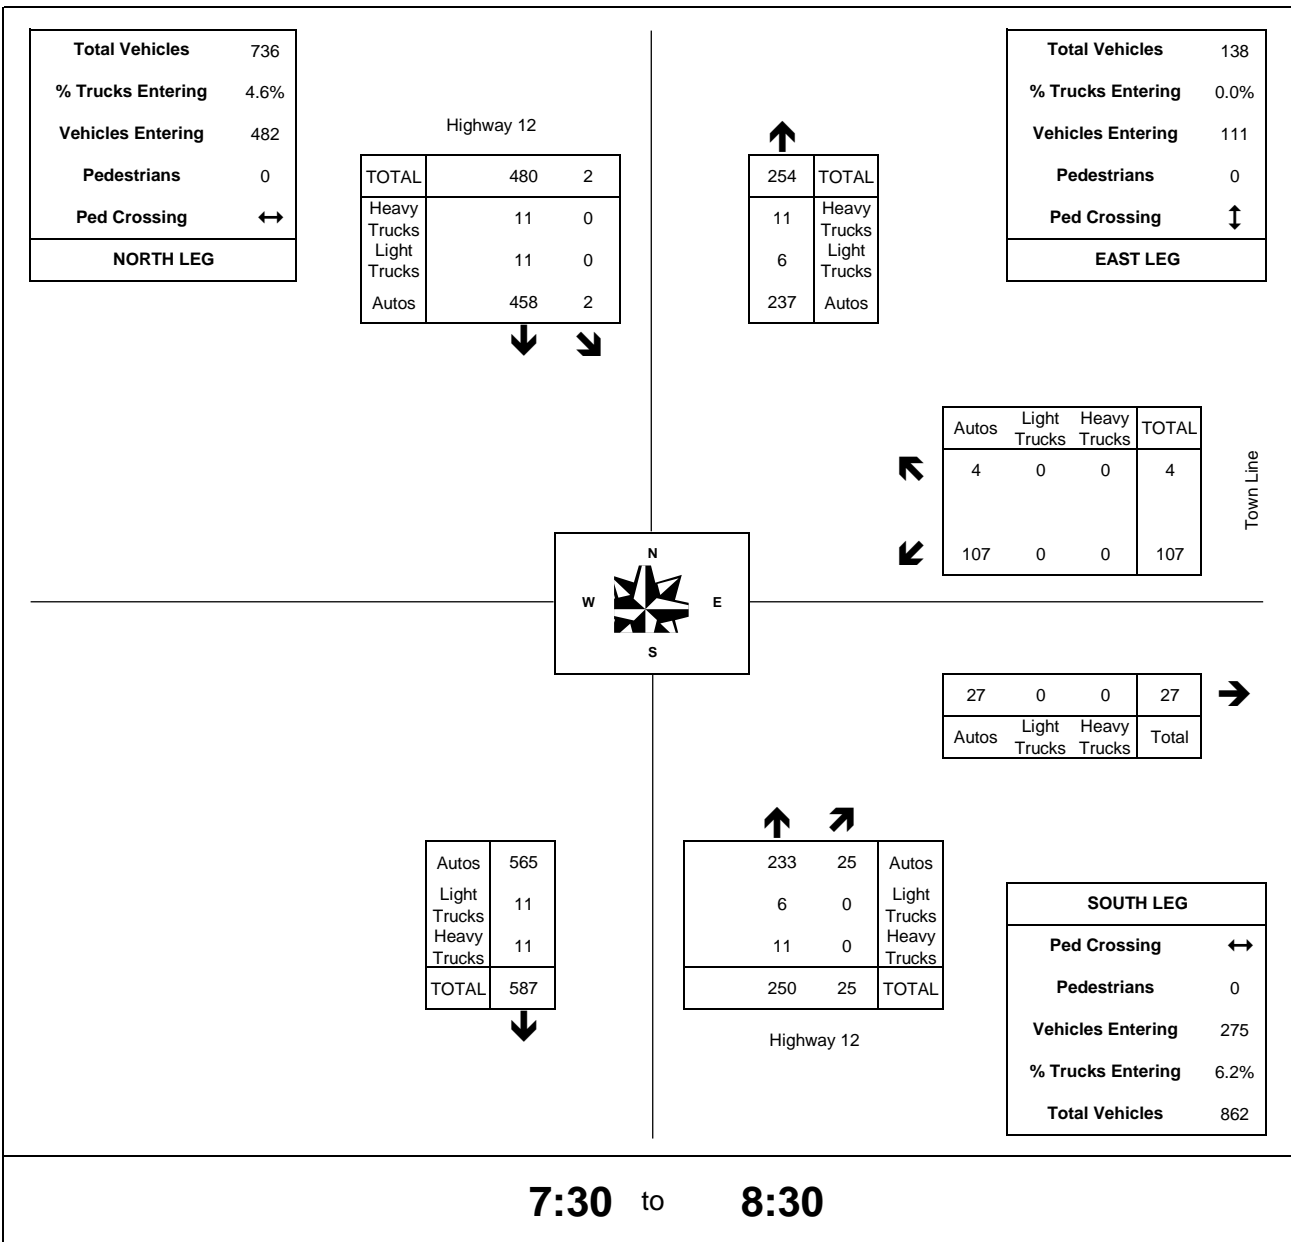 Total Vehicles 736
% Trucks Entering 4.6%
Vehicles Entering 482
Pedestrians 0
Ped Crossing ↔
NORTH LEG
Highway 12
TOTAL 480 2
Heavy
Trucks 11 0
Light
Trucks 11 0
Autos 458 2
254 TOTAL
11 Heavy
Trucks
6 Light
Trucks
237 Autos
Total Vehicles 138
% Trucks Entering 0.0%
Vehicles Entering 111
Pedestrians 0
Ped Crossing ↕
EAST LEG
Autos Light Heavy TOTAL
Trucks Trucks
4 0 0 4
107 0 0 107
Town Line
N
W E
S
27 0 0 27
Autos Light Heavy Total
Trucks Trucks
Autos 565
Light
Trucks 11
Heavy
Trucks 11
TOTAL 587
233 25 Autos
6 0 Light
Trucks
11 0 Heavy
Trucks
250 25 TOTAL
Highway 12
SOUTH LEG
Ped Crossing ↔
Pedestrians 0
Vehicles Entering 275
% Trucks Entering 6.2%
Total Vehicles 862
7:30 to 8:30